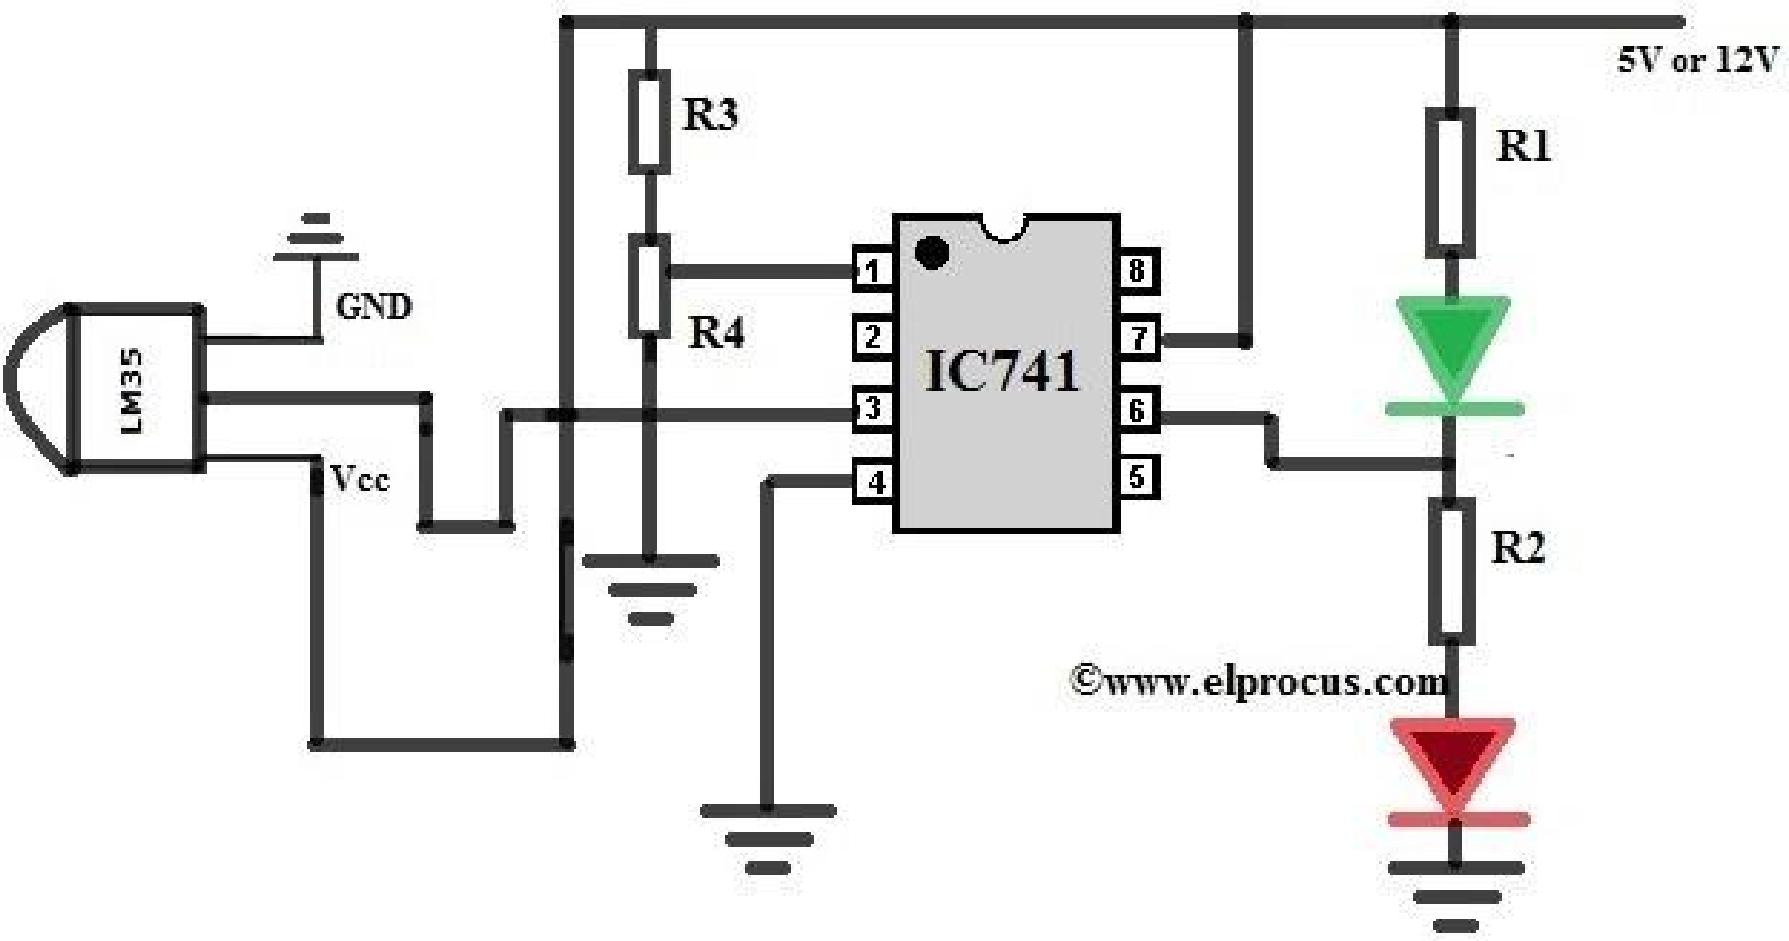 5V or 12V
R3
R1
GND
R4
LM35
IC741
1
2
3
4
8
7
6
5
Vcc
R2
©www.elprocus.com